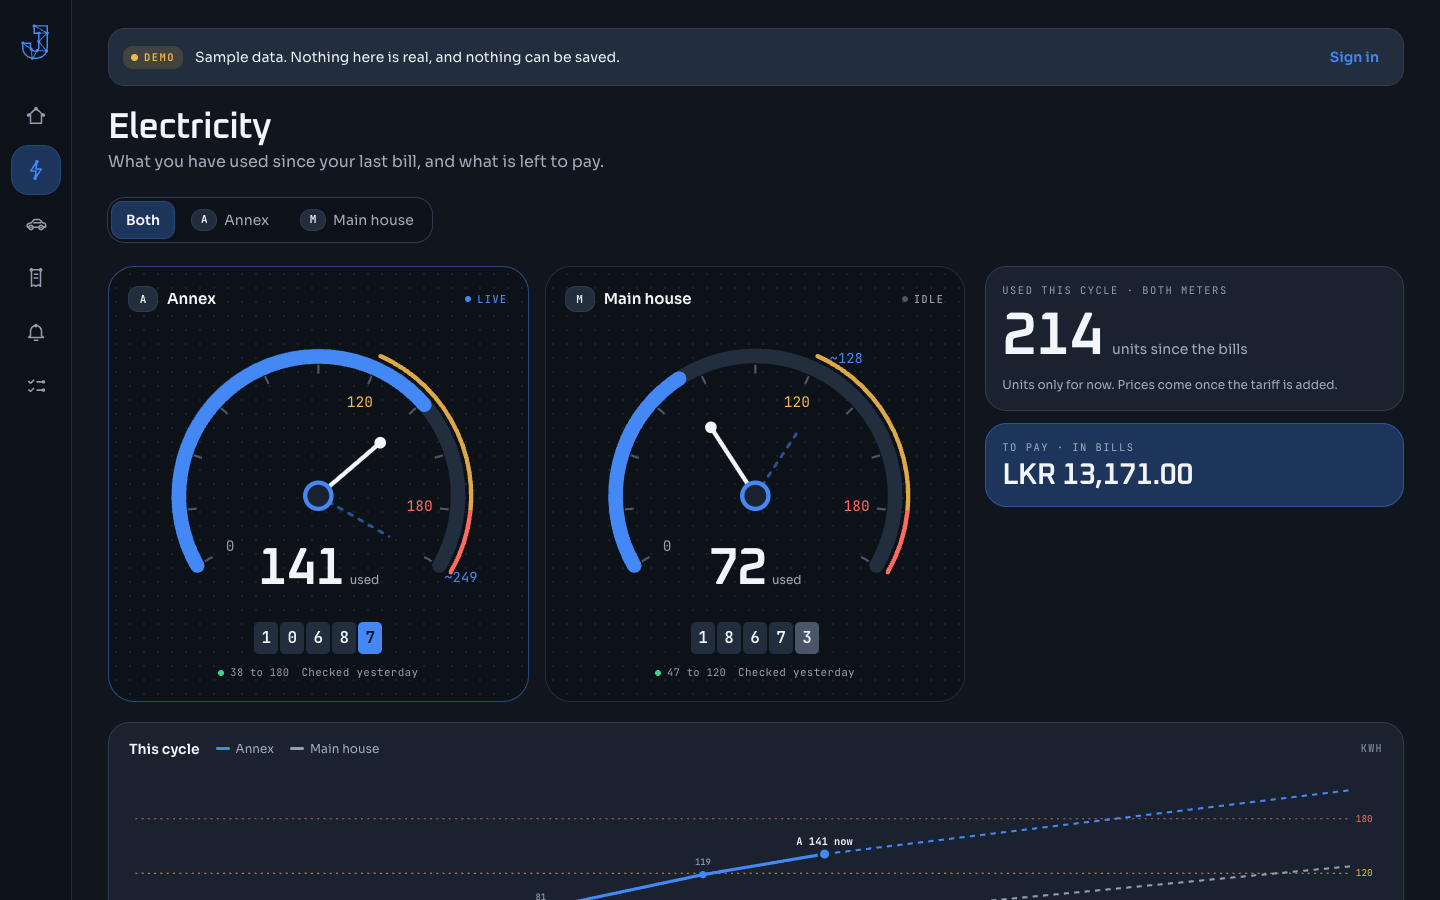 DEMO Sample data. Nothing here is real, and nothing can be saved. Sign in
Electricity
What you have used since your last bill, and what is left to pay.
Both A Annex M Main house
A Annex LIVE
120
180
0
141 used
~249
1 0 6 8 7
38 to 180 Checked yesterday
M Main house IDLE
~128
120
180
0
72 used
1 8 6 7 3
47 to 120 Checked yesterday
USED THIS CYCLE · BOTH METERS
214 units since the bills
Units only for now. Prices come once the tariff is added.
TO PAY · IN BILLS
LKR 13,171.00
This cycle Annex Main house KWH
180
A 141 now
119
120
81